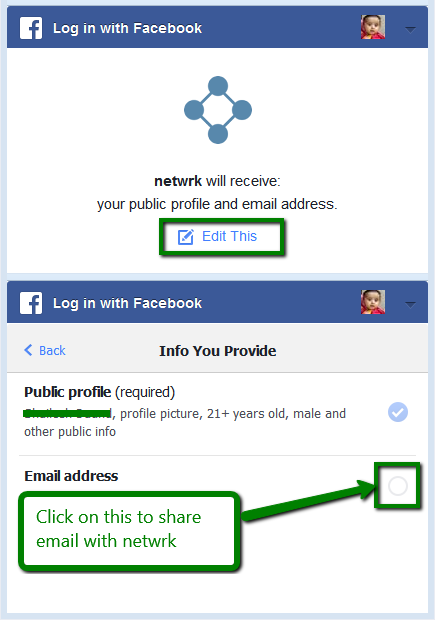 Log in with Facebook
netwrk will receive:
your public profile and email address.
Edit This
Log in with Facebook
Back
Info You Provide
Public profile (required)
, profile picture, 21+ years old, male and
other public info
Email address
Click on this to share
email with netwrk